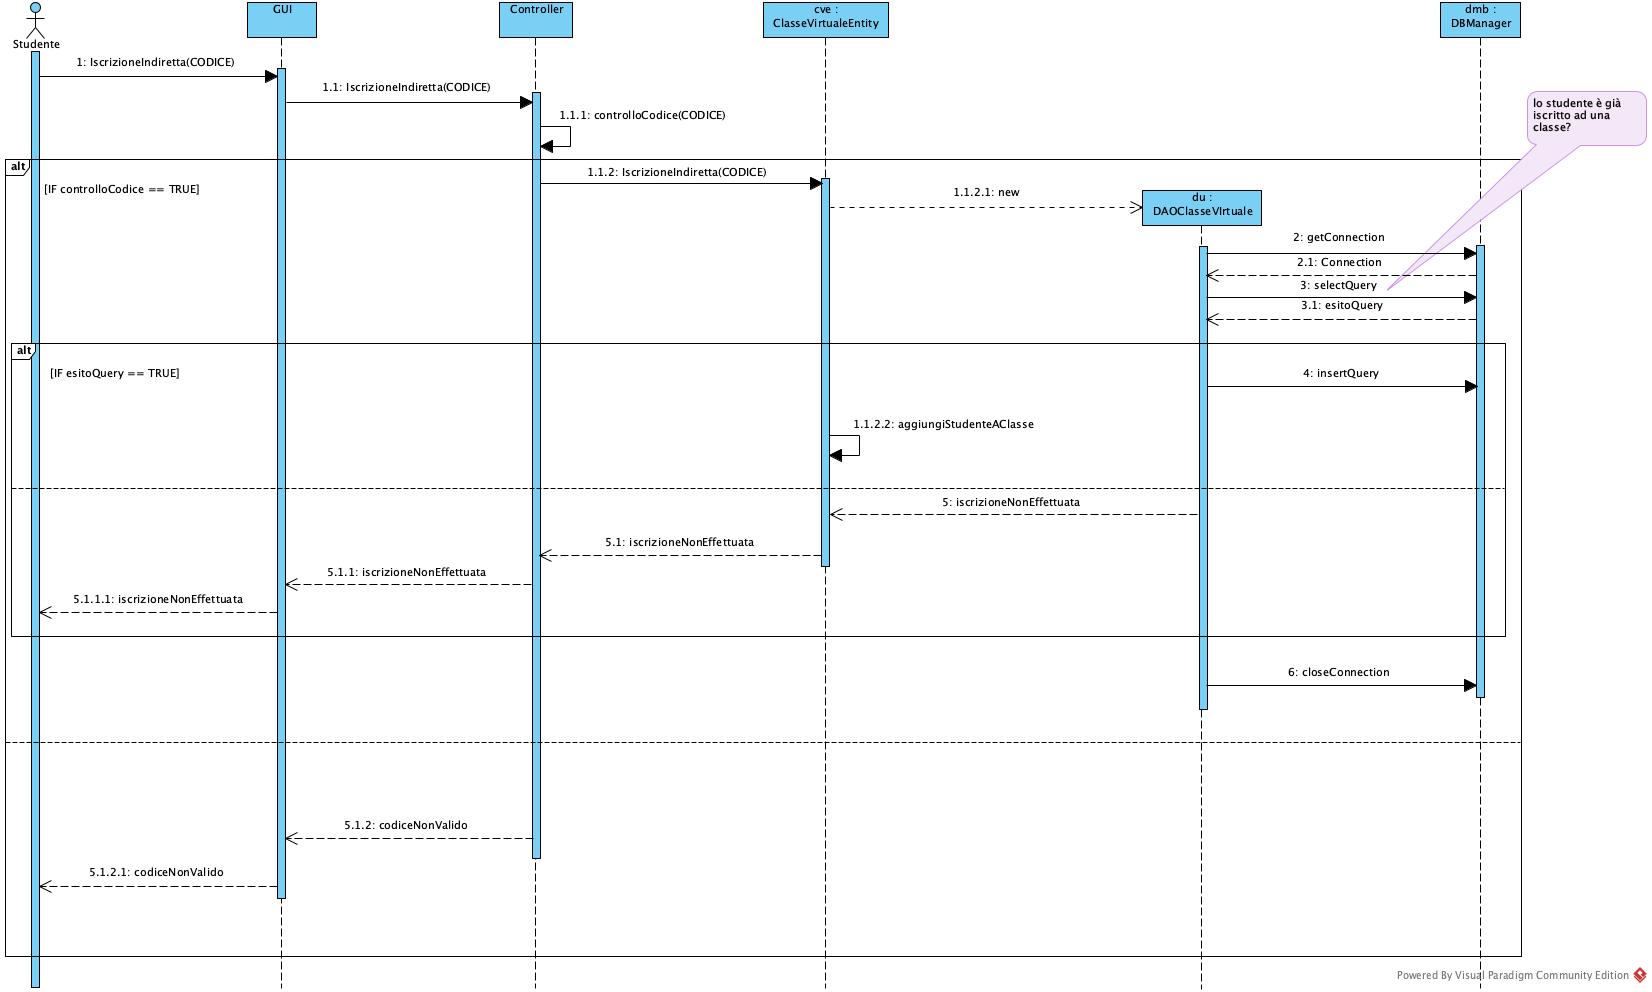 GUI
Controller
cve :
ClasseVirtualeEntity
dmb :
DBManager
Studente
1: IscrizioneIndiretta(CODICE)
1.1: IscrizioneIndiretta(CODICE)
1.1.1: controlloCodice(CODICE)
lo studente è già
iscritto ad una
classe?
alt
[IF controlloCodice == TRUE]
1.1.2: IscrizioneIndiretta(CODICE)
1.1.2.1: new
du :
DAOClasseVIrtuale
2: getConnection
2.1: Connection
3: selectQuery
3.1: esitoQuery
alt
[IF esitoQuery == TRUE]
4: insertQuery
1.1.2.2: aggiungiStudenteAClasse
5: iscrizioneNonEffettuata
5.1: iscrizioneNonEffettuata
5.1.1: iscrizioneNonEffettuata
5.1.1.1: iscrizioneNonEffettuata
6: closeConnection
5.1.2: codiceNonValido
5.1.2.1: codiceNonValido
Powered By Visual Paradigm Community Edition